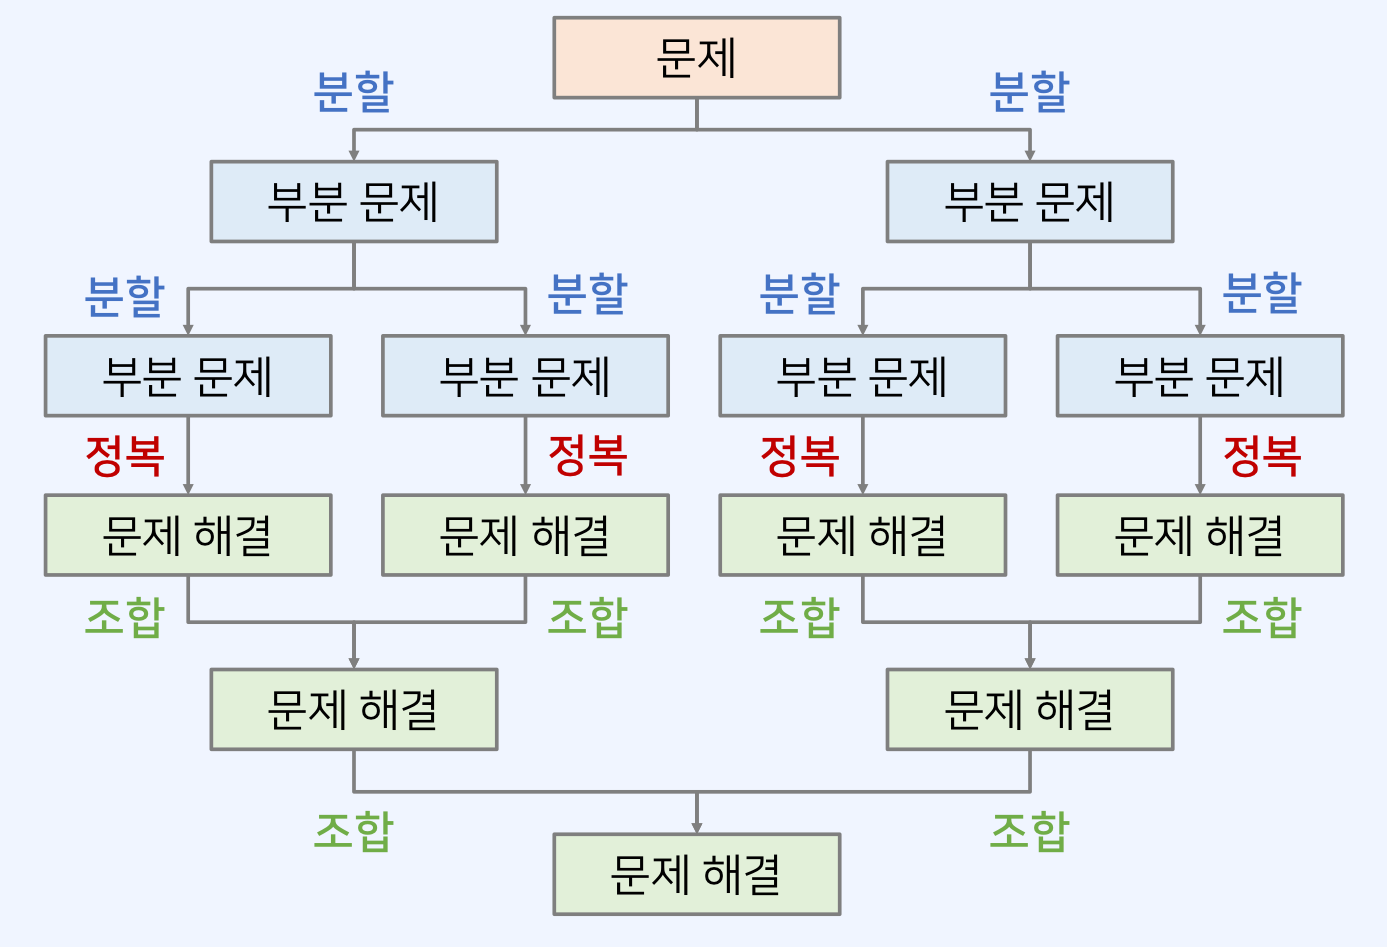 문제
분할
분할
부분 문제
부분 문제
분할
분할
분할
분할
부분 문제
부분 문제
부분 문제
부분 문제
정복
정복
정복
정복
문제 해결
문제 해결
문제 해결
문제 해결
조합
조합
조합
조합
문제 해결
문제 해결
조합
조합
문제 해결